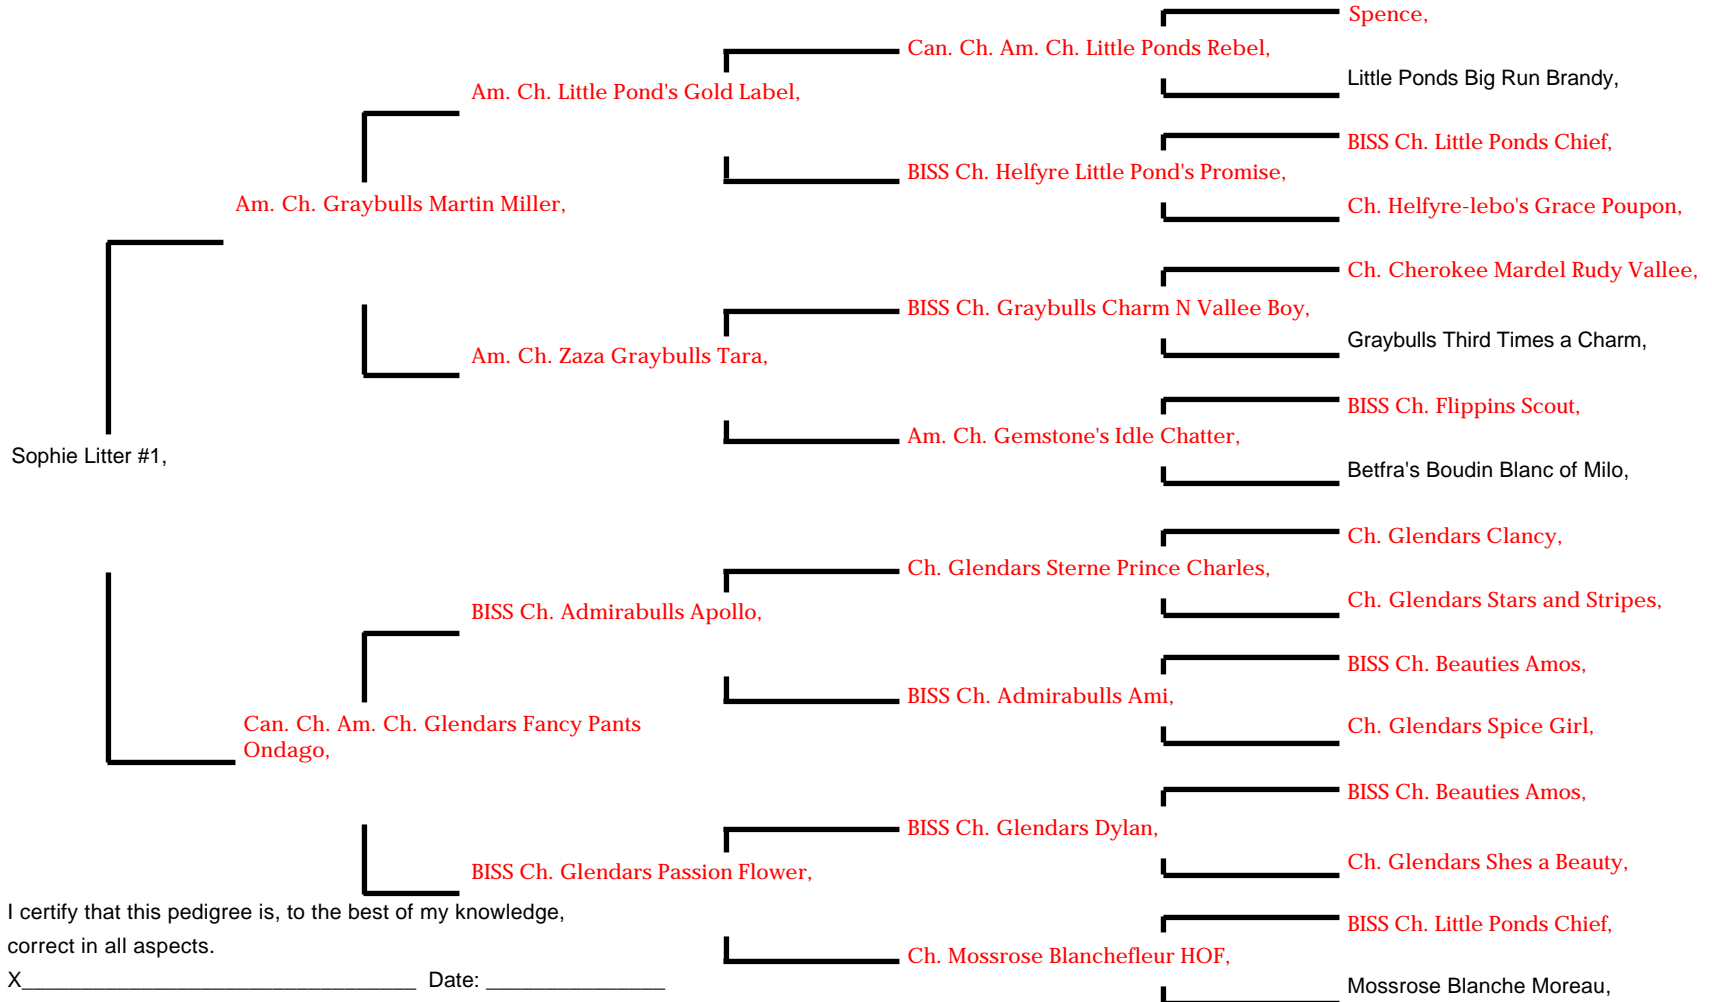 Spence,
Can. Ch. Am. Ch. Little Ponds Rebel,
Little Ponds Big Run Brandy,
Am. Ch. Little Pond's Gold Label,
BISS Ch. Little Ponds Chief,
BISS Ch. Helfyre Little Pond's Promise,
Ch. Helfyre-lebo's Grace Poupon,
Am. Ch. Graybulls Martin Miller,
Ch. Cherokee Mardel Rudy Vallee,
BISS Ch. Graybulls Charm N Vallee Boy,
Graybulls Third Times a Charm,
Am. Ch. Zaza Graybulls Tara,
BISS Ch. Flippins Scout,
Am. Ch. Gemstone's Idle Chatter,
Betfra's Boudin Blanc of Milo,
Sophie Litter #1,
Ch. Glendars Clancy,
Ch. Glendars Sterne Prince Charles,
Ch. Glendars Stars and Stripes,
BISS Ch. Admirabulls Apollo,
BISS Ch. Beauties Amos,
BISS Ch. Admirabulls Ami,
Ch. Glendars Spice Girl,
Can. Ch. Am. Ch. Glendars Fancy Pants
Ondago,
BISS Ch. Beauties Amos,
BISS Ch. Glendars Dylan,
Ch. Glendars Shes a Beauty,
BISS Ch. Glendars Passion Flower,
BISS Ch. Little Ponds Chief,
Ch. Mossrose Blanchefleur HOF,
Mossrose Blanche Moreau,
I certify that this pedigree is, to the best of my knowledge,
correct in all aspects.
X_________________________________ Date: _______________